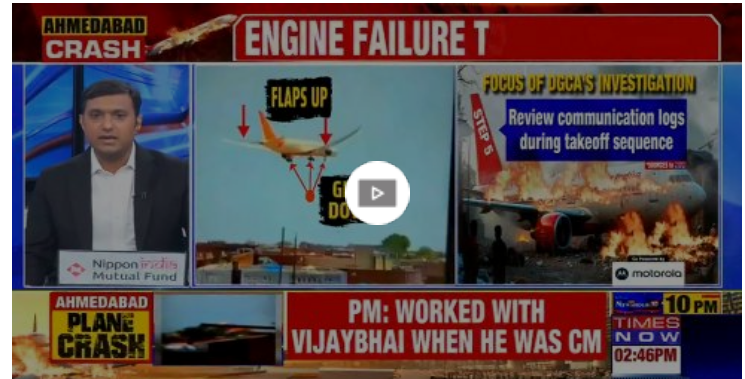 AHMEDABAD
CRASH
ENGINE FAILURE T
FLAPS UP
FOCUS OF DGCA'S INVESTIGATION
STEP 5
Review communication logs
during takeoff sequence
Nippon india
Mutual Fund
motorola
AHMEDABAD
PLANE
CRASH
PM: WORKED WITH
VIJAYBHAI WHEN HE WAS CM
10 PM
TIMES
NOW
02:46PM